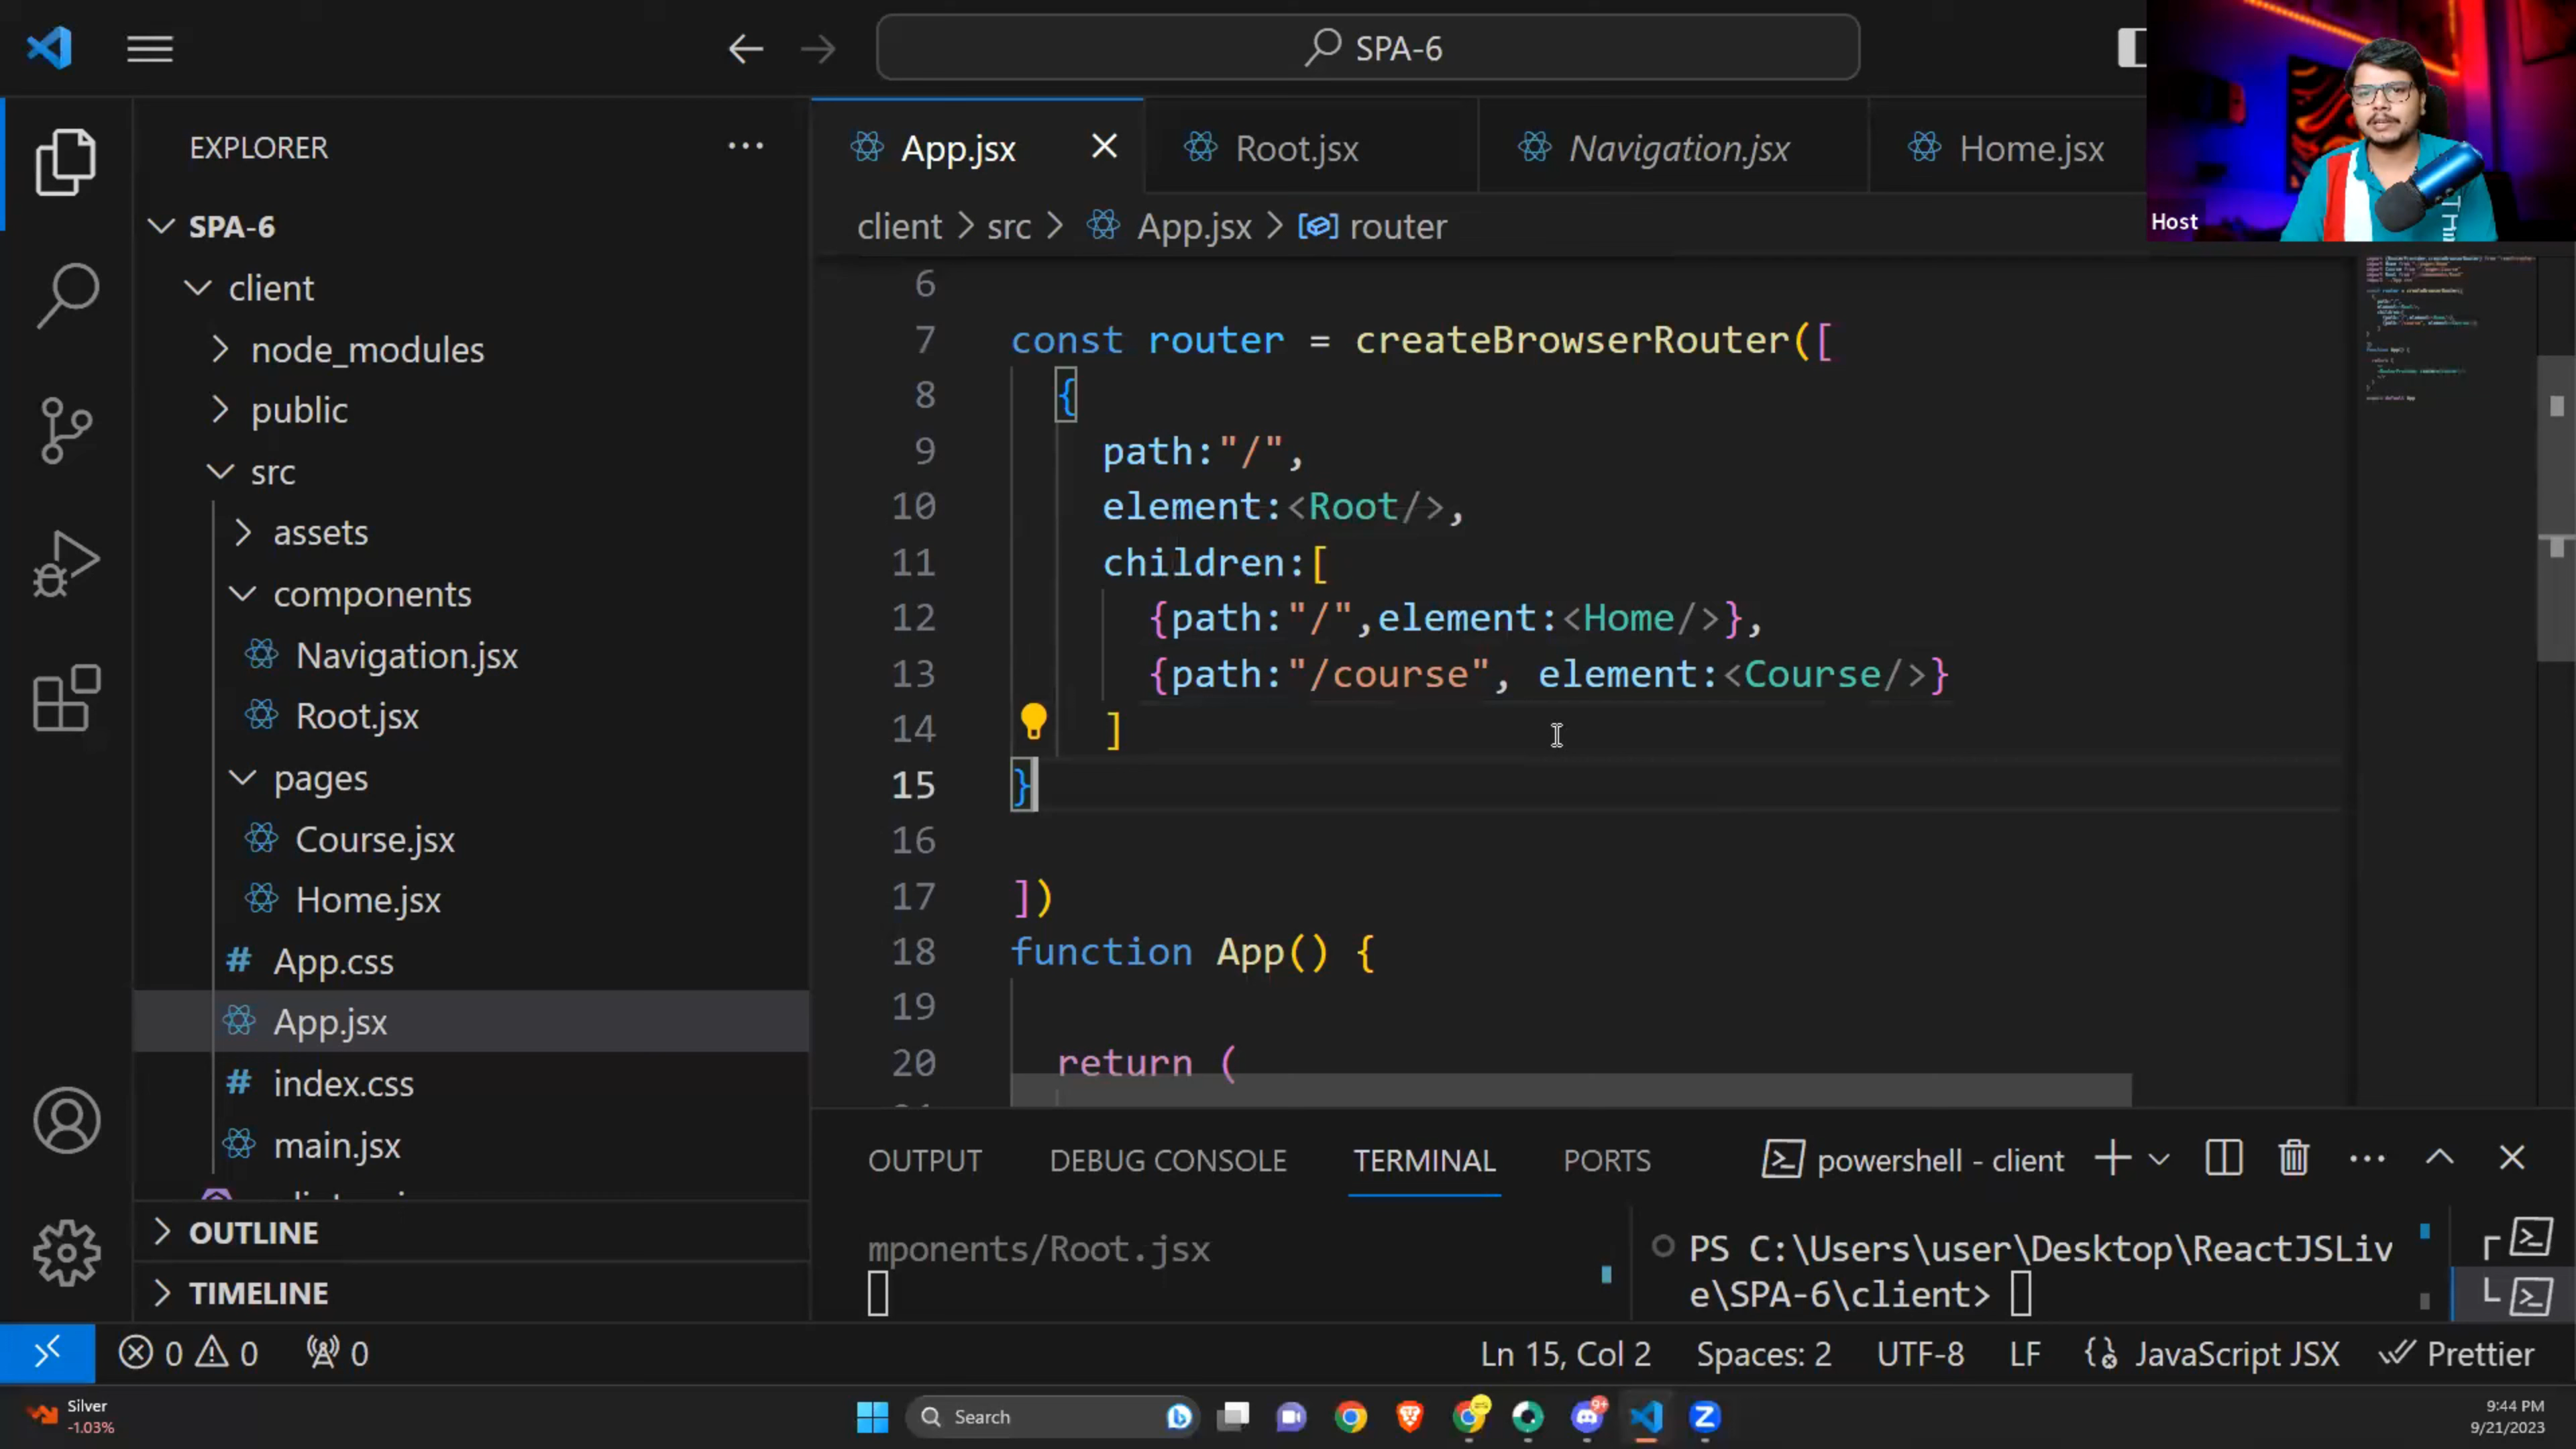 SPA-6
EXPLORER
SPA-6
client
node_modules
public
src
assets
components
Navigation.jsx
Root.jsx
pages
Course.jsx
Home.jsx
App.css
App.jsx
index.css
main.jsx
OUTLINE
TIMELINE
App.jsx
Root.jsx
Navigation.jsx
Home.jsx
Host
client > src > App.jsx > router
6
7 const router = createBrowserRouter([
8 {
9 path:"/",
10 element:<Root/>,
11 children:[
12 {path:"/",element:<Home/>},
13 {path:"/course", element:<Course/>}
14 ]
15 }
16
17 ])
18 function App() {
19
20 return (
OUTPUT DEBUG CONSOLE TERMINAL PORTS powershell - client
mponents/Root.jsx
PS C:\Users\user\Desktop\ReactJSLiv
e\SPA-6\client>
0 0 0 Ln 15, Col 2 Spaces: 2 UTF-8 LF JavaScript JSX Prettier
Silver
-1.03%
Search
9+
9:44 PM
9/21/2023